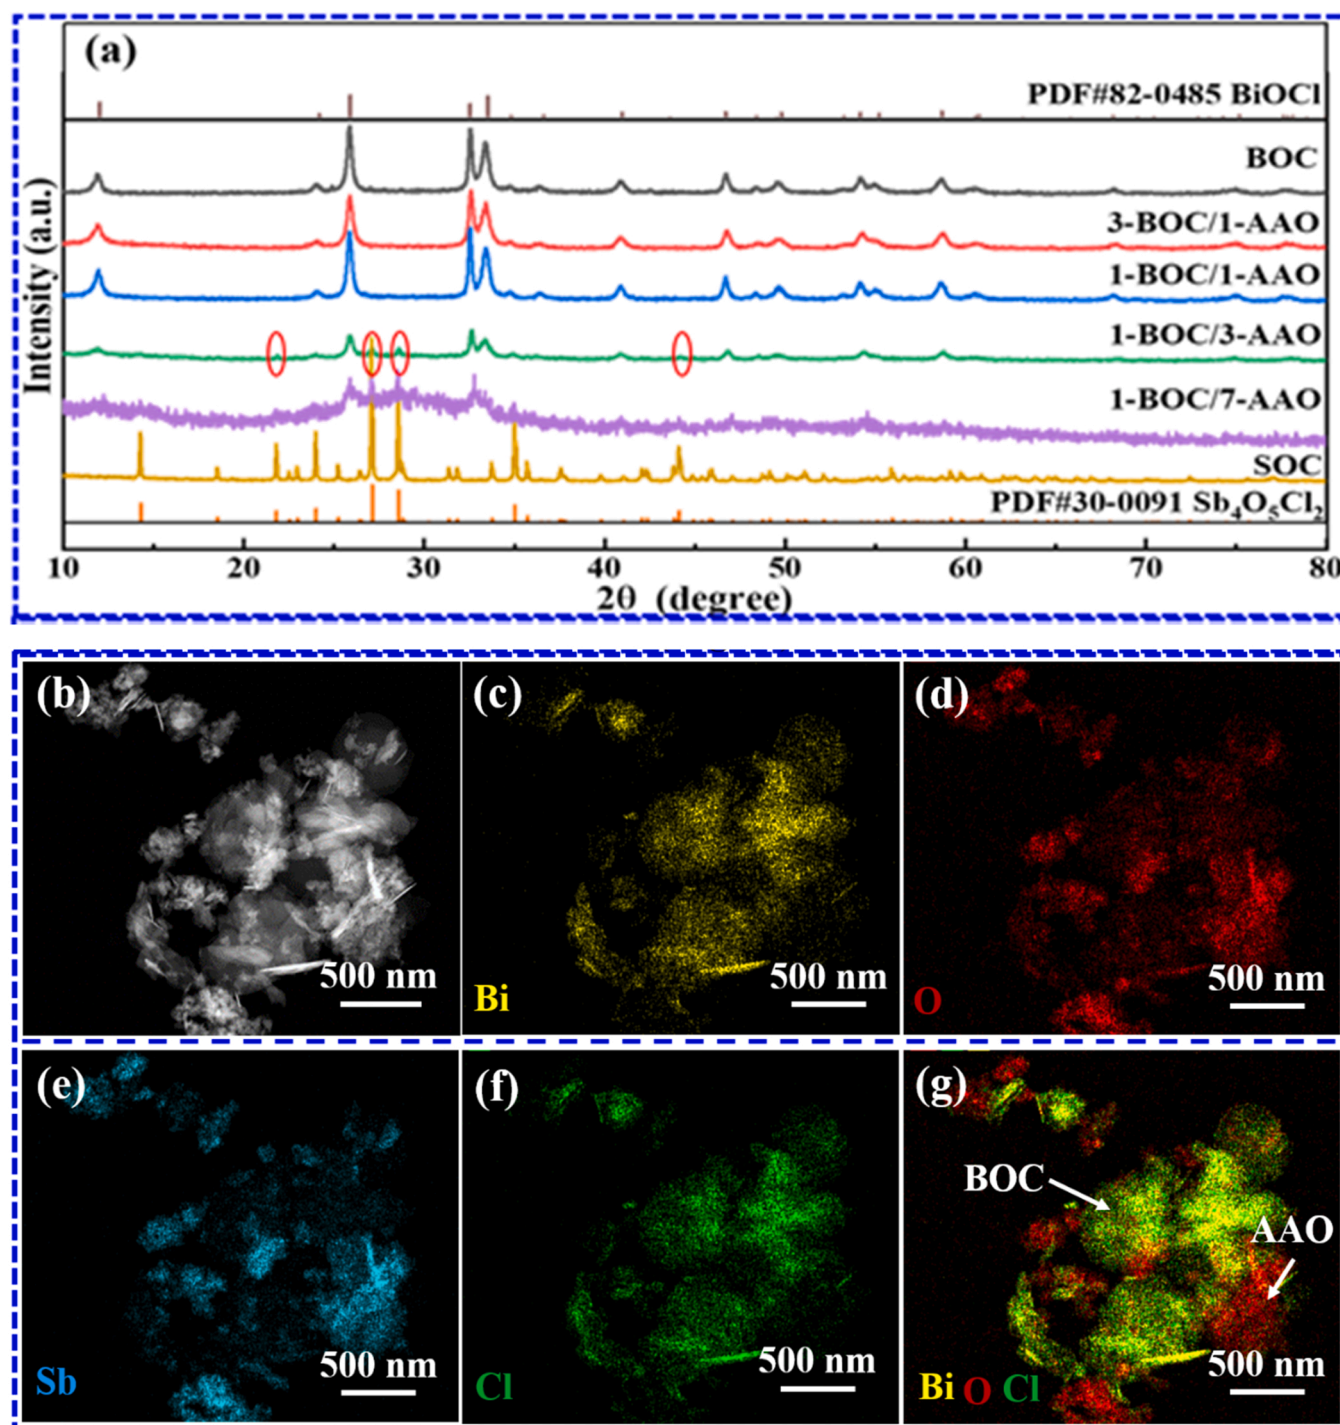 (a)
PDF#82-0485 BiOCl
BOC
3-BOC/1-AAO
1-BOC/1-AAO
1-BOC/3-AAO
1-BOC/7-AAO
SOC
PDF#30-0091 Sb₄O₅Cl₂
Intensity (a.u.)
10 20 30 40 50 60 70 80
2θ (degree)
(b)
500 nm
(c)
Bi
500 nm
(d)
O
500 nm
(e)
Sb
500 nm
(f)
Cl
500 nm
(g)
BOC
AAO
500 nm
Bi O Cl